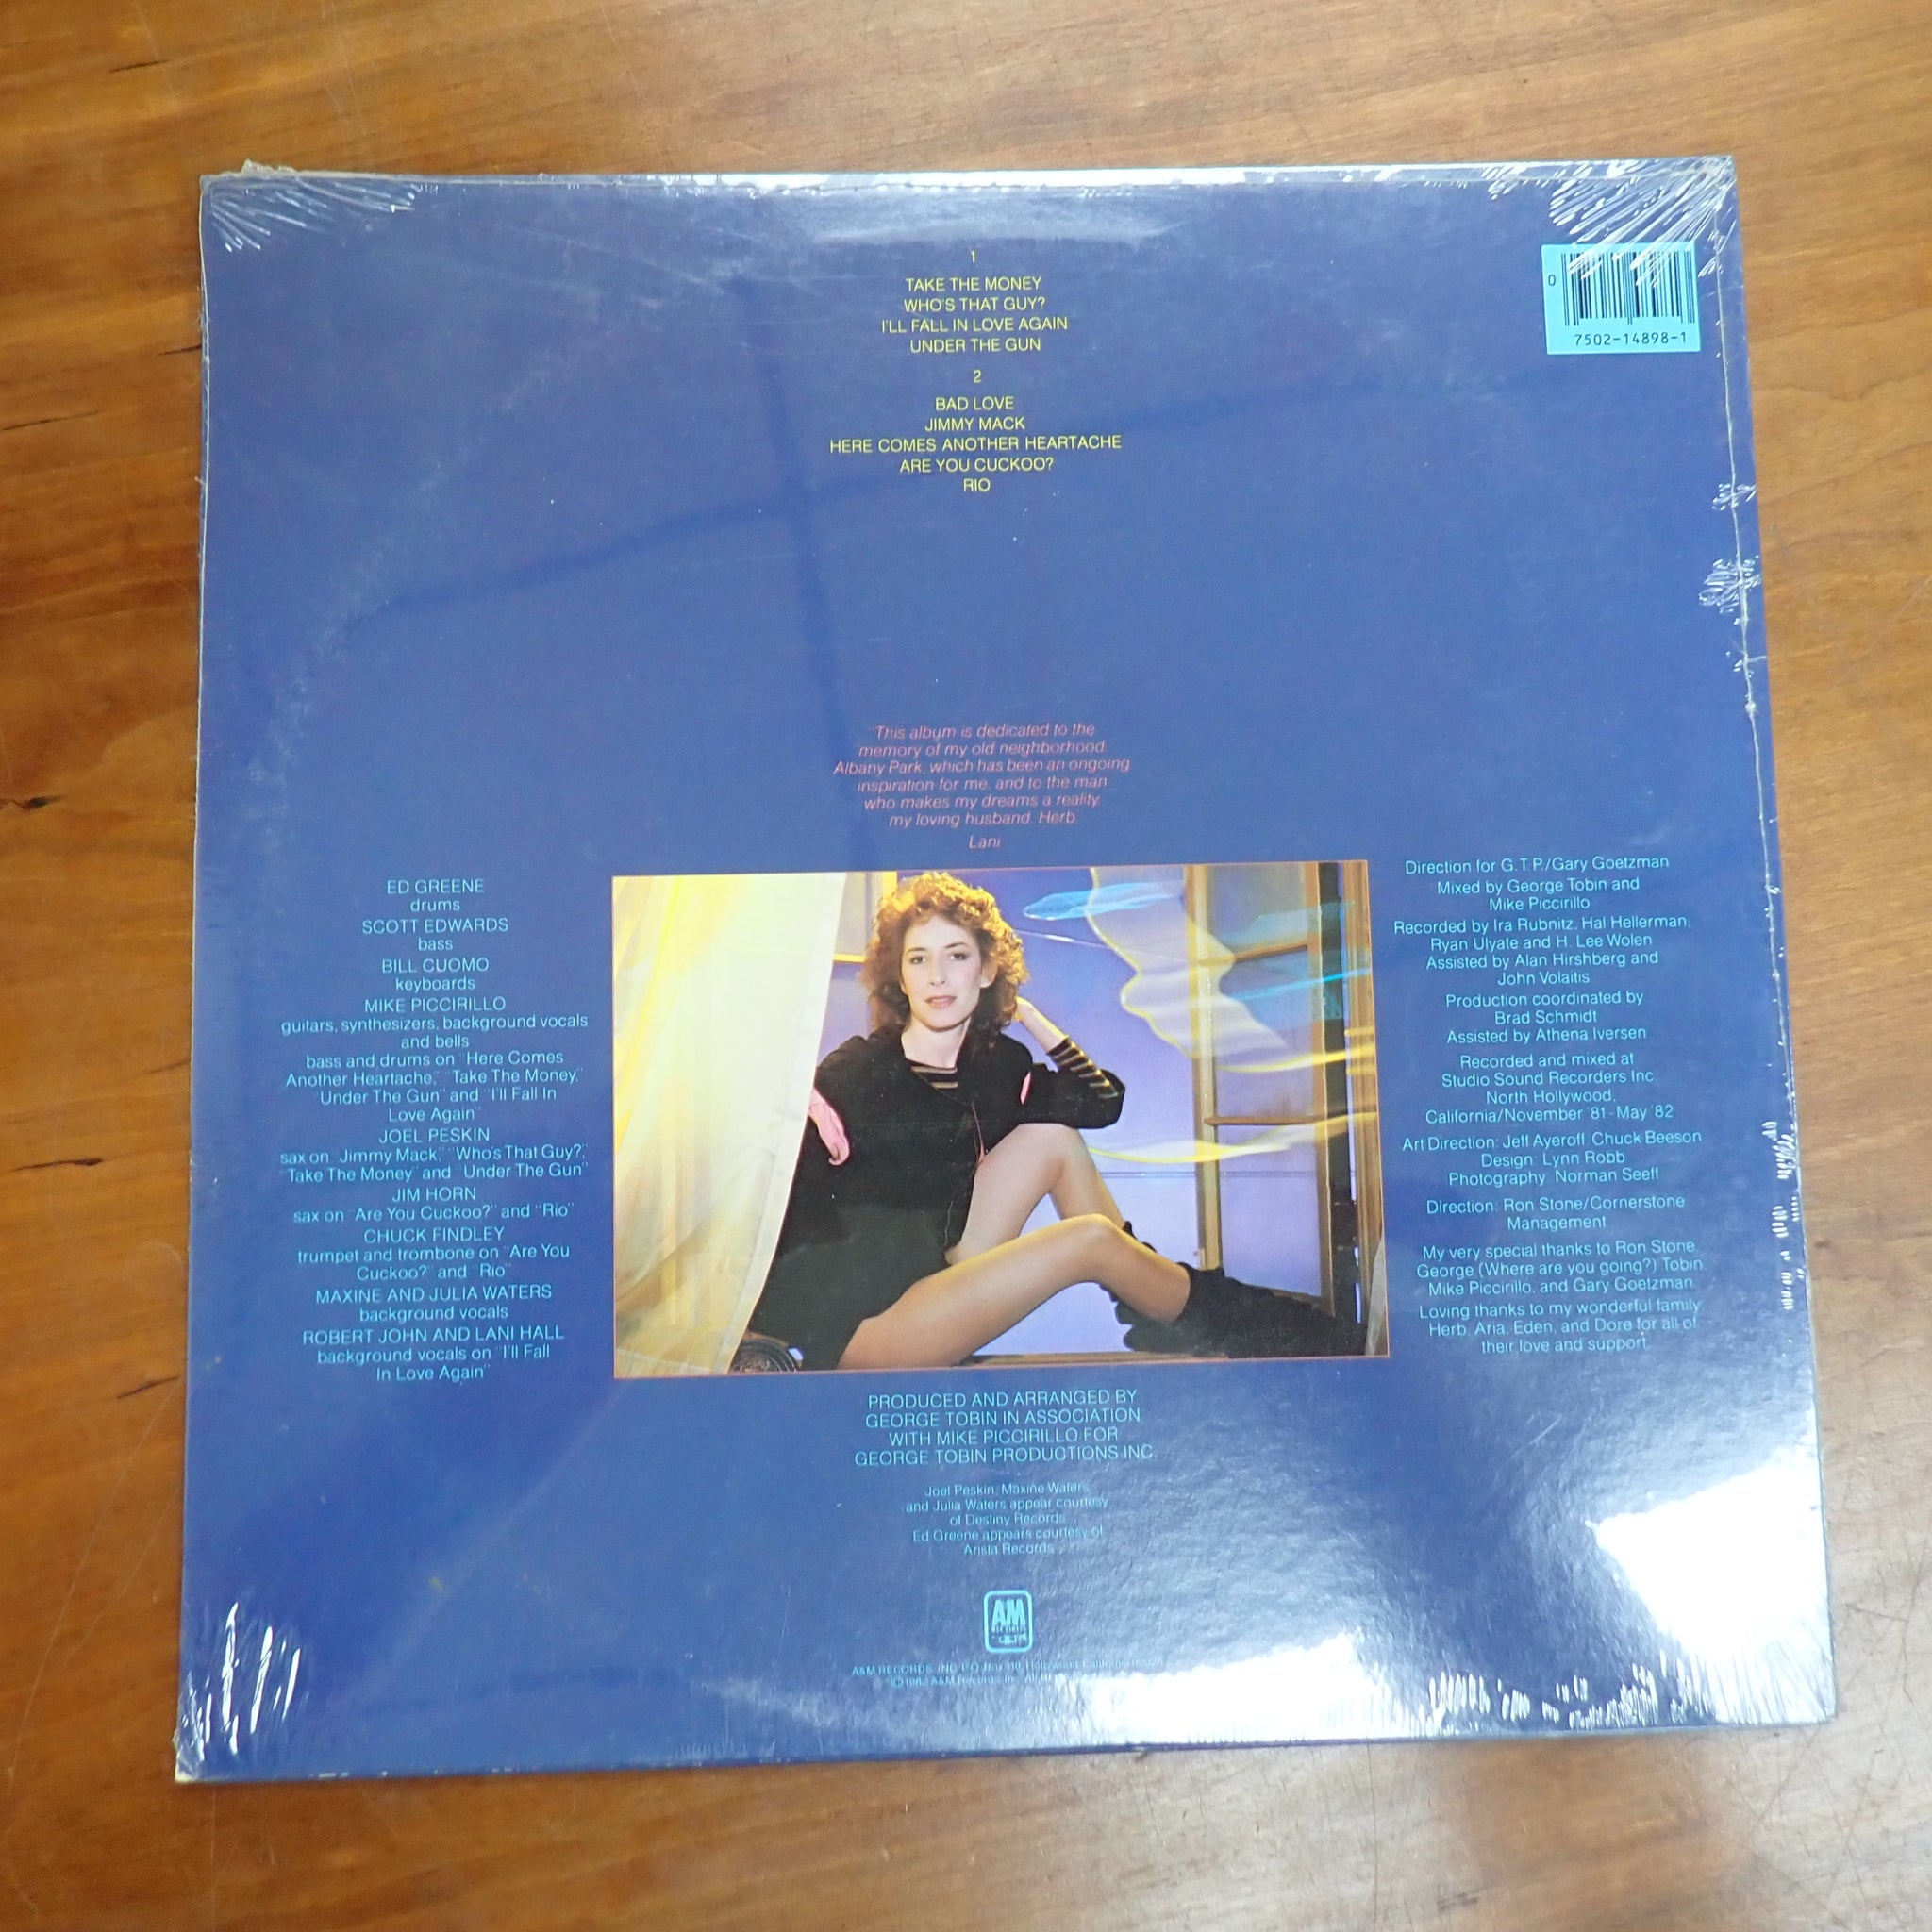 1
TAKE THE MONEY
WHO'S THAT GUY?
I'LL FALL IN LOVE AGAIN
UNDER THE GUN
2
BAD LOVE
JIMMY MACK
HERE COMES ANOTHER HEARTACHE
ARE YOU CUCKOO?
RIO
0
7502-14898-1
"This album is dedicated to the
memory of my old neighborhood,
Albany Park, which has been an ongoing
inspiration for me, and to the man
who makes my dreams a reality,
my loving husband, Herb.
Lani
ED GREENE
drums
SCOTT EDWARDS
bass
BILL CUOMO
keyboards
MIKE PICCIRILLO
guitars, synthesizers, background vocals
and bells
bass and drums on "Here Comes
Another Heartache," "Take The Money,"
"Under The Gun" and "I'll Fall In
Love Again"
JOEL PESKIN
sax on "Jimmy Mack," "Who's That Guy?,"
"Take The Money" and "Under The Gun"
JIM HORN
sax on "Are You Cuckoo?" and "Rio"
CHUCK FINDLEY
trumpet and trombone on "Are You
Cuckoo?" and "Rio"
MAXINE AND JULIA WATERS
background vocals
ROBERT JOHN AND LANI HALL
background vocals on "I'll Fall
In Love Again"
Direction for G.T.P./Gary Goetzman
Mixed by George Tobin and
Mike Piccirillo
Recorded by Ira Rubnitz, Hal Hellerman,
Ryan Ulyate and H. Lee Wolen
Assisted by Alan Hirshberg and
John Volaitis
Production coordinated by
Brad Schmidt
Assisted by Athena Iversen
Recorded and mixed at
Studio Sound Recorders Inc.
North Hollywood,
California/November '81-May '82
Art Direction: Jeff Ayeroff, Chuck Beeson
Design: Lynn Robb
Photography: Norman Seeff
Direction: Ron Stone/Cornerstone
Management
My very special thanks to Ron Stone,
George (Where are you going?) Tobin,
Mike Piccirillo, and Gary Goetzman.
Loving thanks to my wonderful family
Herb, Aria, Eden, and Dore for all of
their love and support.
PRODUCED AND ARRANGED BY
GEORGE TOBIN IN ASSOCIATION
WITH MIKE PICCIRILLO FOR
GEORGE TOBIN PRODUCTIONS INC.
Joel Peskin, Maxine Waters,
and Julia Waters appear courtesy
of Destiny Records
Ed Greene appears courtesy of
Arista Records
AM
RECORDS
A&M RECORDS, INC. P.O. Box Hollywood, California
1982 A&M Records, Inc.